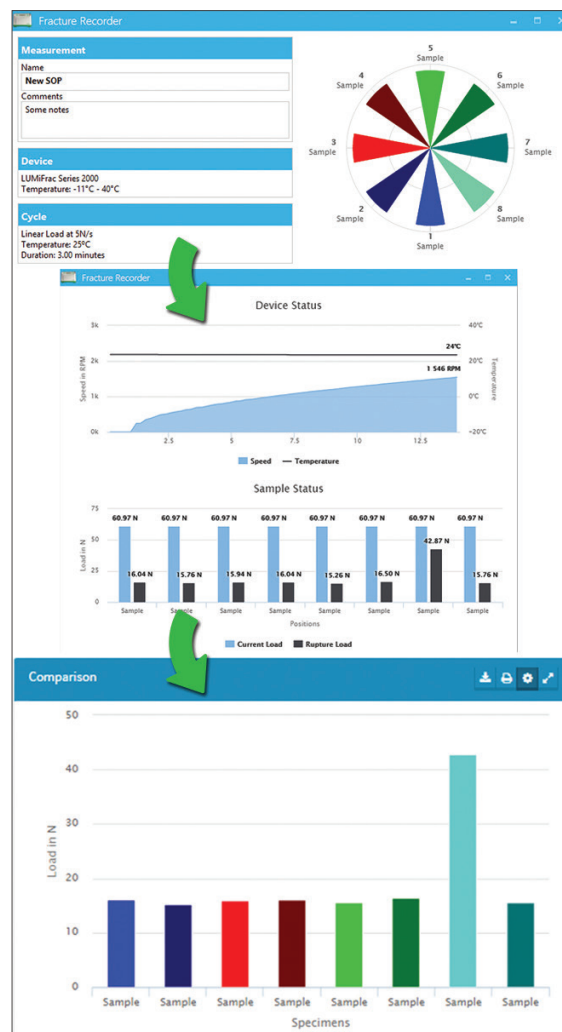 Fracture Recorder
Measurement
Name
New SOP
Comments
Some notes
Device
LUMiFrac Series 2000
Temperature: -11°C - 40°C
Cycle
Linear Load at 5N/s
Temperature: 25ºC
Duration: 3.00 minutes
5
Sample
4
Sample
6
Sample
3
Sample
7
Sample
2
Sample
8
Sample
1
Sample
Fracture Recorder
Device Status
Speed in RPM
3k
2k
1k
0k
40°C
20°C
0°C
-20°C
Temperature
24°C
1 546 RPM
2.5 5 7.5 10 12.5
Speed Temperature
Sample Status
Load in N
75
50
25
0
60.97 N 60.97 N 60.97 N 60.97 N 60.97 N 60.97 N 60.97 N 60.97 N
16.04 N 15.76 N 15.94 N 16.04 N 15.26 N 16.50 N 42.87 N 15.76 N
Sample Sample Sample Sample Sample Sample Sample Sample
Positions
Current Load Rupture Load
Comparison
Load in N
50
40
30
20
10
0
Sample Sample Sample Sample Sample Sample Sample Sample
Specimens